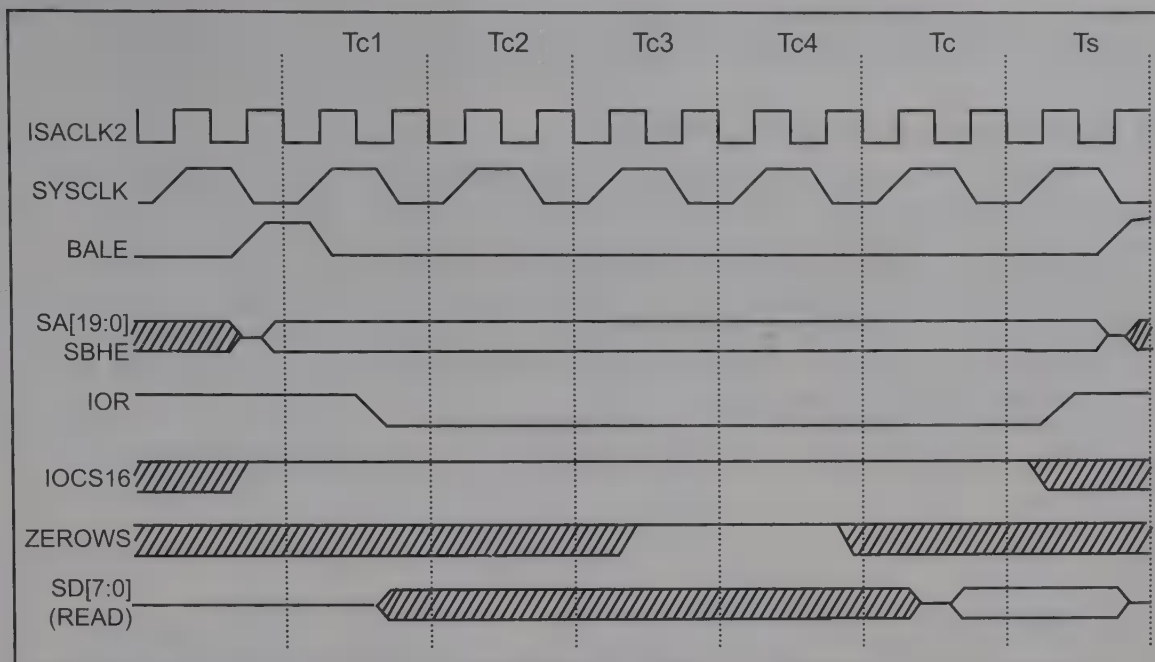 Tc1 Tc2 Tc3 Tc4 Tc Ts
ISACLK2
SYSCLK
BALE
SA[19:0]
SBHE
IOR
IOCS16
ZEROWS
SD[7:0]
(READ)